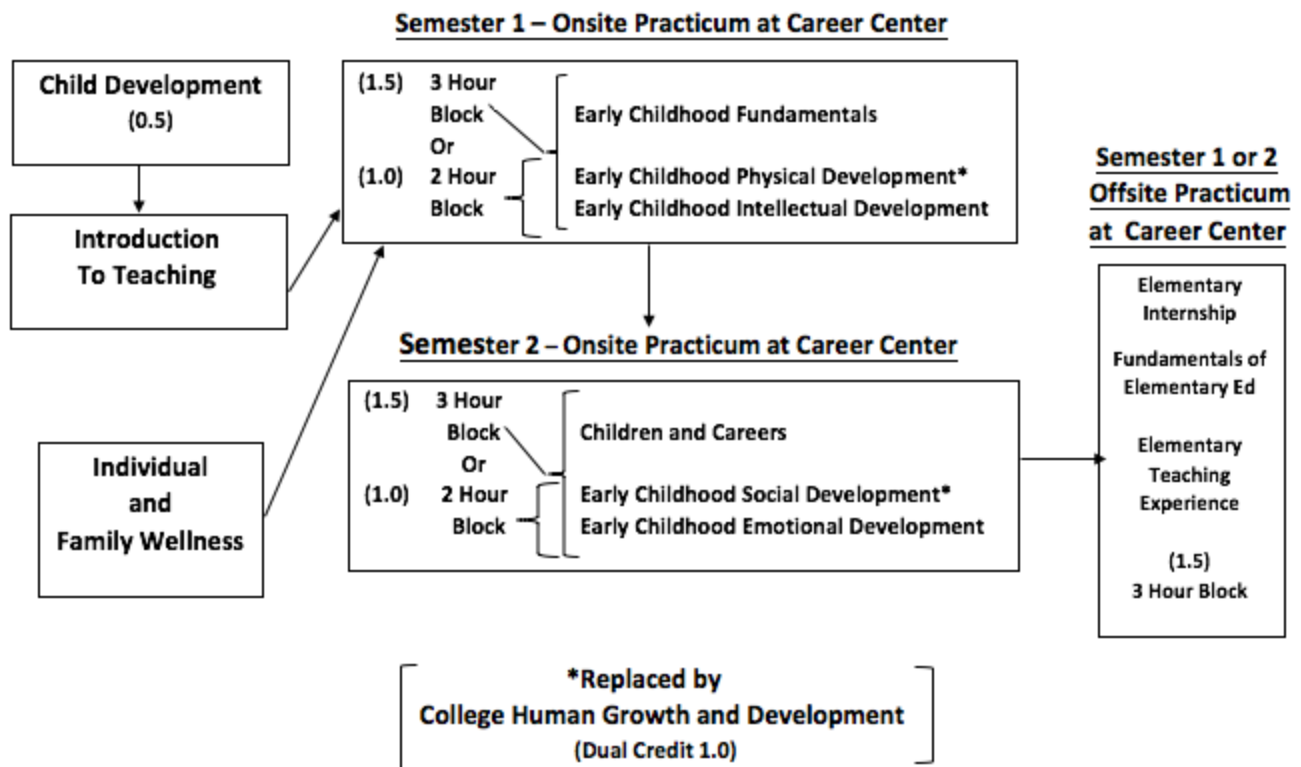 Semester 1 – Onsite Practicum at Career Center
Child Development
(0.5)
Introduction
To Teaching
Individual
and
Family Wellness
(1.5) 3 Hour
Block
Or
(1.0) 2 Hour
Block
Early Childhood Fundamentals
Early Childhood Physical Development*
Early Childhood Intellectual Development
Semester 2 – Onsite Practicum at Career Center
(1.5) 3 Hour
Block
Or
(1.0) 2 Hour
Block
Children and Careers
Early Childhood Social Development*
Early Childhood Emotional Development
Semester 1 or 2
Offsite Practicum
at Career Center
Elementary
Internship
Fundamentals of
Elementary Ed
Elementary
Teaching
Experience
(1.5)
3 Hour Block
*Replaced by
College Human Growth and Development
(Dual Credit 1.0)